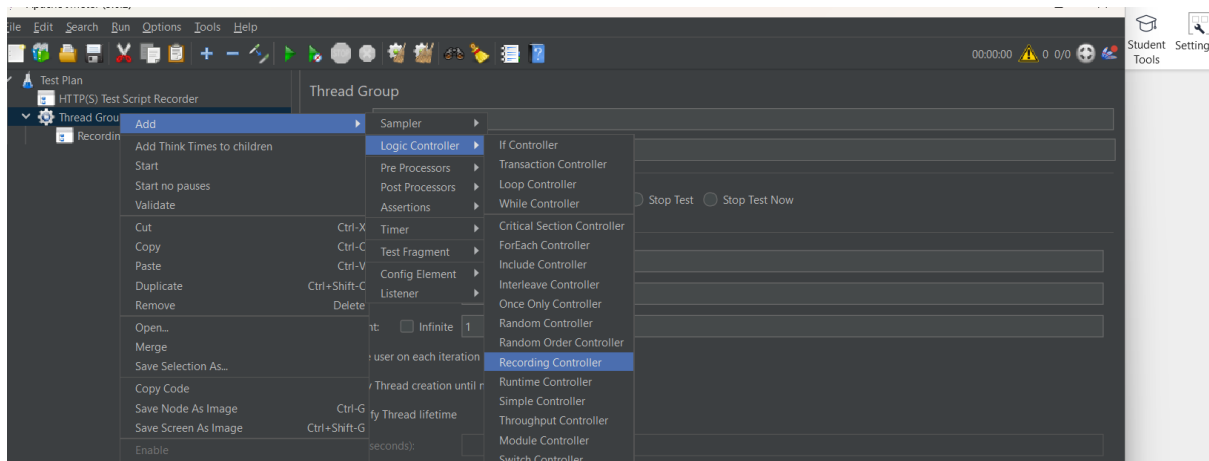 File Edit Search Run Options Tools Help
00:00:00 0 0/0
Student Tools
Setting
Test Plan
HTTP(S) Test Script Recorder
Thread Grou
Recordin
Thread Group
Add
Add Think Times to children
Start
Start no pauses
Validate
Cut Ctrl-X
Copy Ctrl-C
Paste Ctrl-V
Duplicate Ctrl+Shift-C
Remove Delete
Open...
Merge
Save Selection As...
Copy Code
Save Node As Image Ctrl-G
Save Screen As Image Ctrl+Shift-G
Enable
Sampler
Logic Controller
Pre Processors
Post Processors
Assertions
Timer
Test Fragment
Config Element
Listener
If Controller
Transaction Controller
Loop Controller
While Controller
Critical Section Controller
ForEach Controller
Include Controller
Interleave Controller
Once Only Controller
Random Controller
Random Order Controller
Recording Controller
Runtime Controller
Simple Controller
Throughput Controller
Module Controller
Switch Controller
Stop Test Stop Test Now
nt: Infinite 1
user on each iteration
Thread creation until n
fy Thread lifetime
seconds):